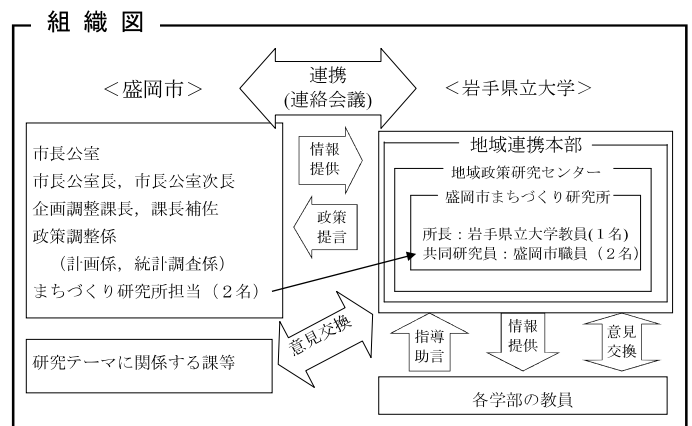 組織図
＜盛岡市＞
連携
(連絡会議)
＜岩手県立大学＞
市長公室
市長公室長，市長公室次長
企画調整課長，課長補佐
政策調整係
（計画係，統計調査係）
まちづくり研究所担当（２名）
情報
提供
政策
提言
地域連携本部
地域政策研究センター
盛岡市まちづくり研究所
所長：岩手県立大学教員(１名)
共同研究員：盛岡市職員（２名）
研究テーマに関係する課等
意見交換
指導
助言
情報
提供
意見
交換
各学部の教員